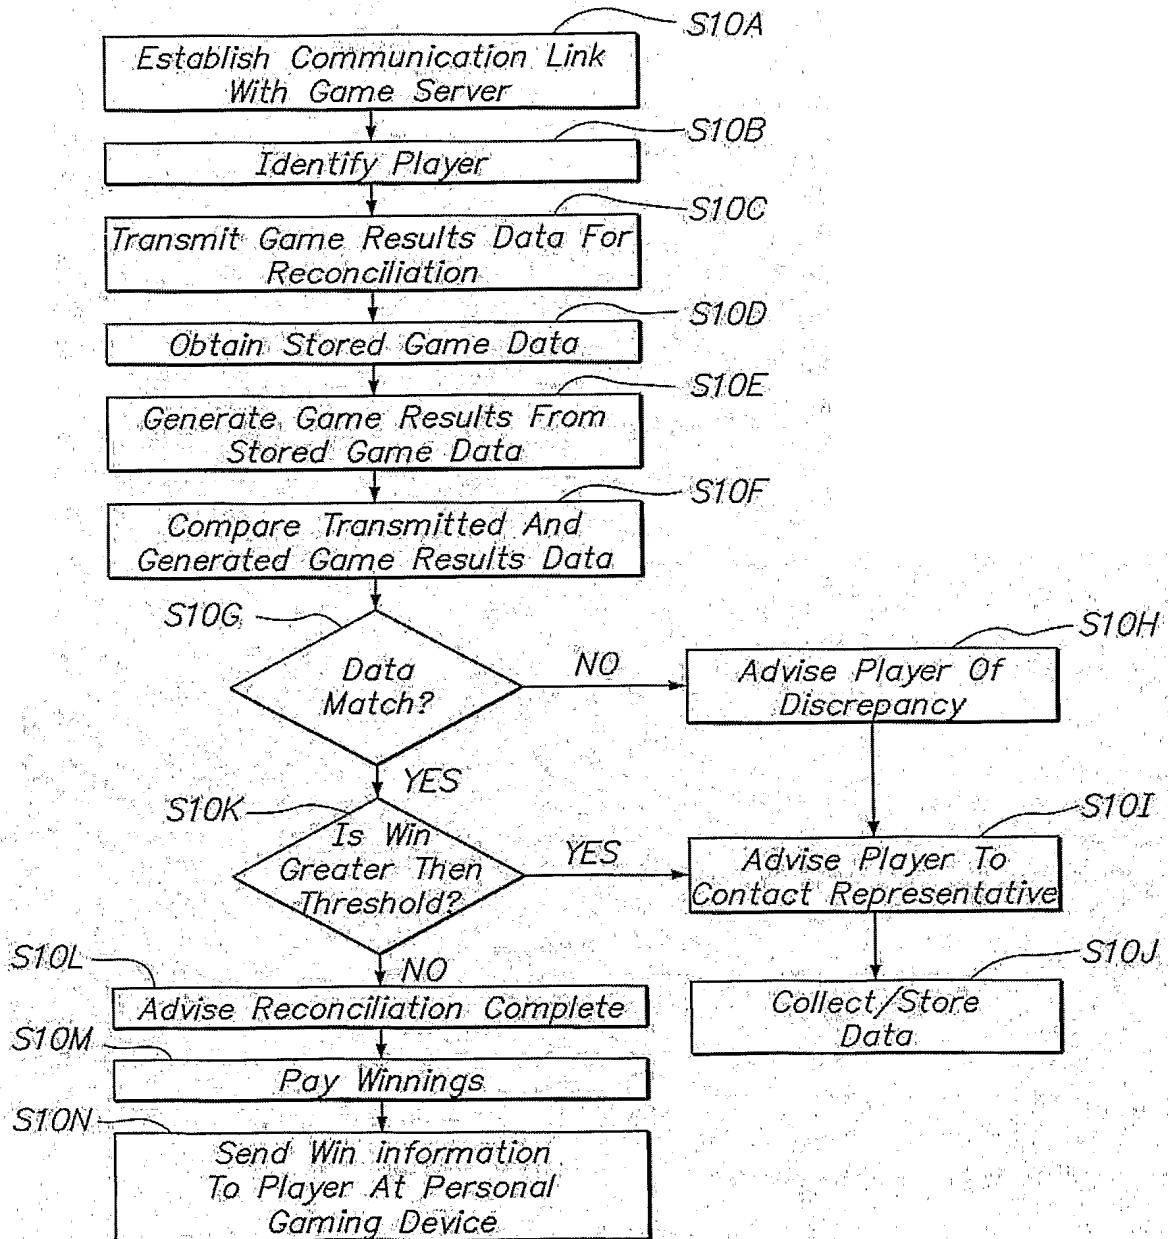 S10A
Establish Communication Link
With Game Server
S10B
Identify Player
S10C
Transmit Game Results Data For
Reconciliation
S10D
Obtain Stored Game Data
S10E
Generate Game Results From
Stored Game Data
S10F
Compare Transmitted And
Generated Game Results Data
S10G
Data
Match?
NO
S10H
Advise Player Of
Discrepancy
YES
S10K
Is Win
Greater Then
Threshold?
YES
S10I
Advise Player To
Contact Representative
S10J
Collect/Store
Data
NO
S10L
Advise Reconciliation Complete
S10M
Pay Winnings
S10N
Send Win information
To Player At Personal
Gaming Device